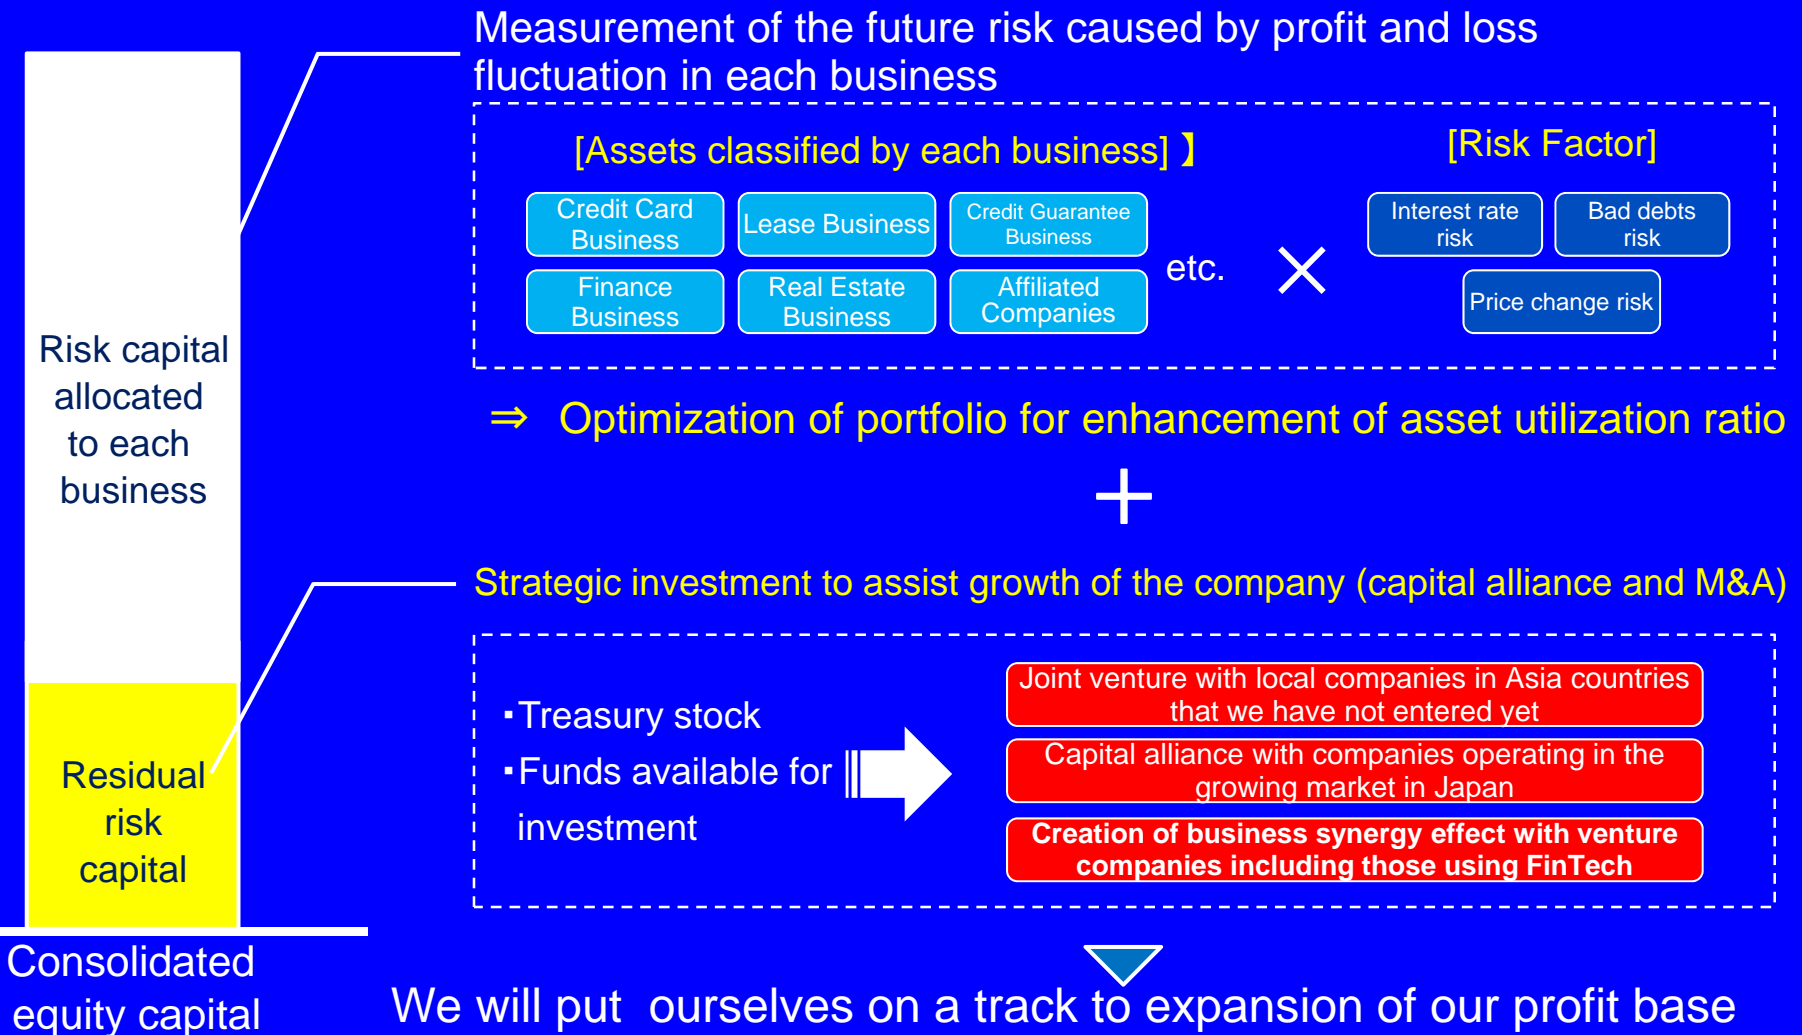 Measurement of the future risk caused by profit and loss
fluctuation in each business
[Assets classified by each business] 】
[Risk Factor]
Credit Card
Business
Lease Business
Credit Guarantee
Business
Finance
Business
Real Estate
Business
Affiliated
Companies
etc.
×
Interest rate
risk
Bad debts
risk
Price change risk
Risk capital
allocated
to each
business
⇒ Optimization of portfolio for enhancement of asset utilization ratio
+
Strategic investment to assist growth of the company (capital alliance and M&A)
・Treasury stock
・Funds available for
investment
Joint venture with local companies in Asia countries
that we have not entered yet
Capital alliance with companies operating in the
growing market in Japan
Creation of business synergy effect with venture
companies including those using FinTech
Residual
risk
capital
Consolidated
equity capital
We will put  ourselves on a track to expansion of our profit base